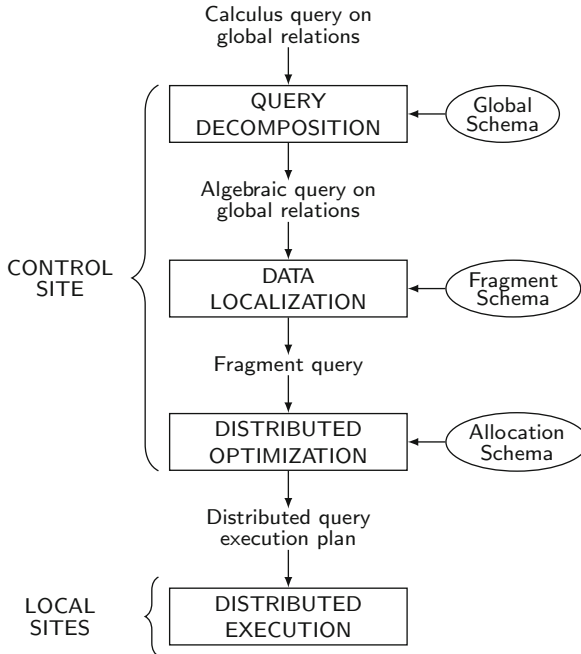 Calculus query on
global relations
QUERY
DECOMPOSITION
Global
Schema
Algebraic query on
global relations
CONTROL
SITE
DATA
LOCALIZATION
Fragment
Schema
Fragment query
DISTRIBUTED
OPTIMIZATION
Allocation
Schema
Distributed query
execution plan
LOCAL
SITES
DISTRIBUTED
EXECUTION